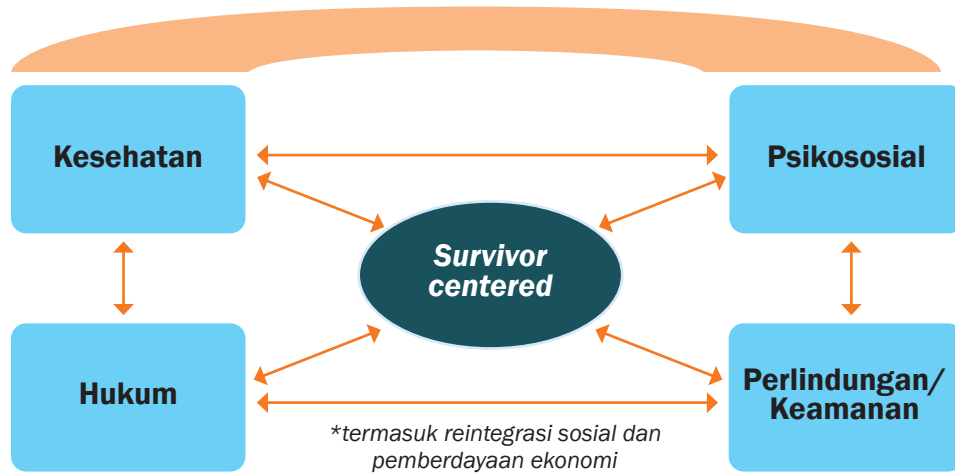 Kesehatan
Psikososial
Survivor
centered
Hukum
Perlindungan/
Keamanan
*termasuk reintegrasi sosial dan
pemberdayaan ekonomi